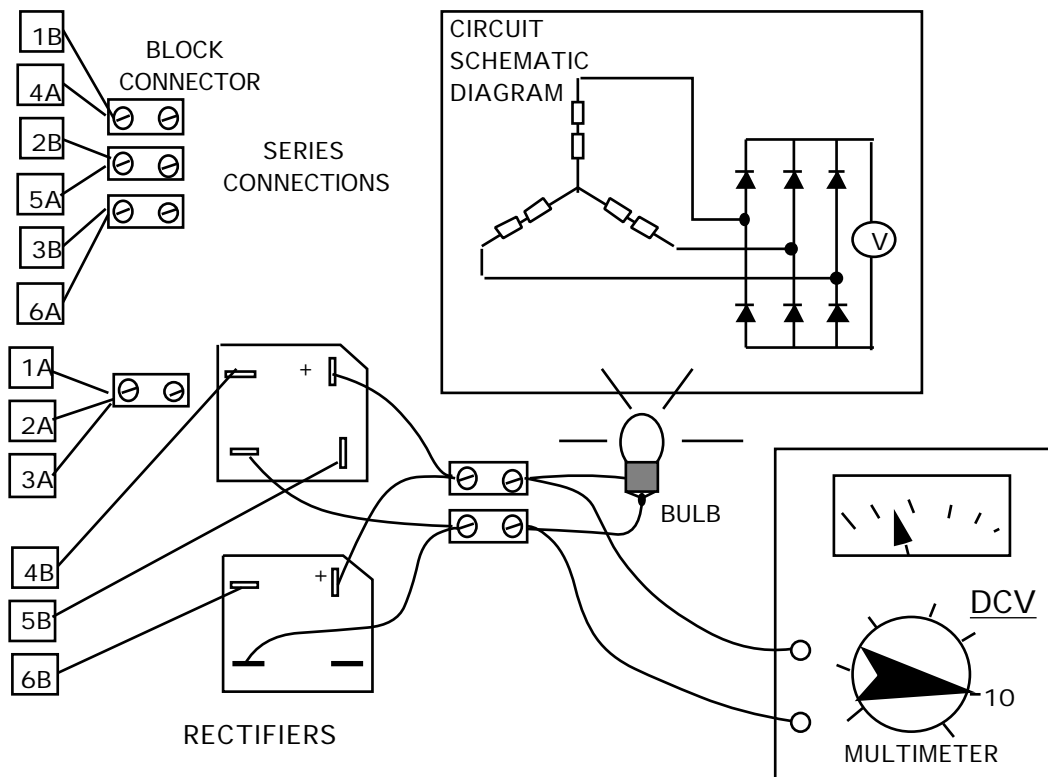 1B
4A
2B
5A
3B
6A
BLOCK
CONNECTOR
SERIES
CONNECTIONS
CIRCUIT
SCHEMATIC
DIAGRAM
V
1A
2A
3A
4B
5B
6B
+
+
RECTIFIERS
BULB
DCV
10
MULTIMETER